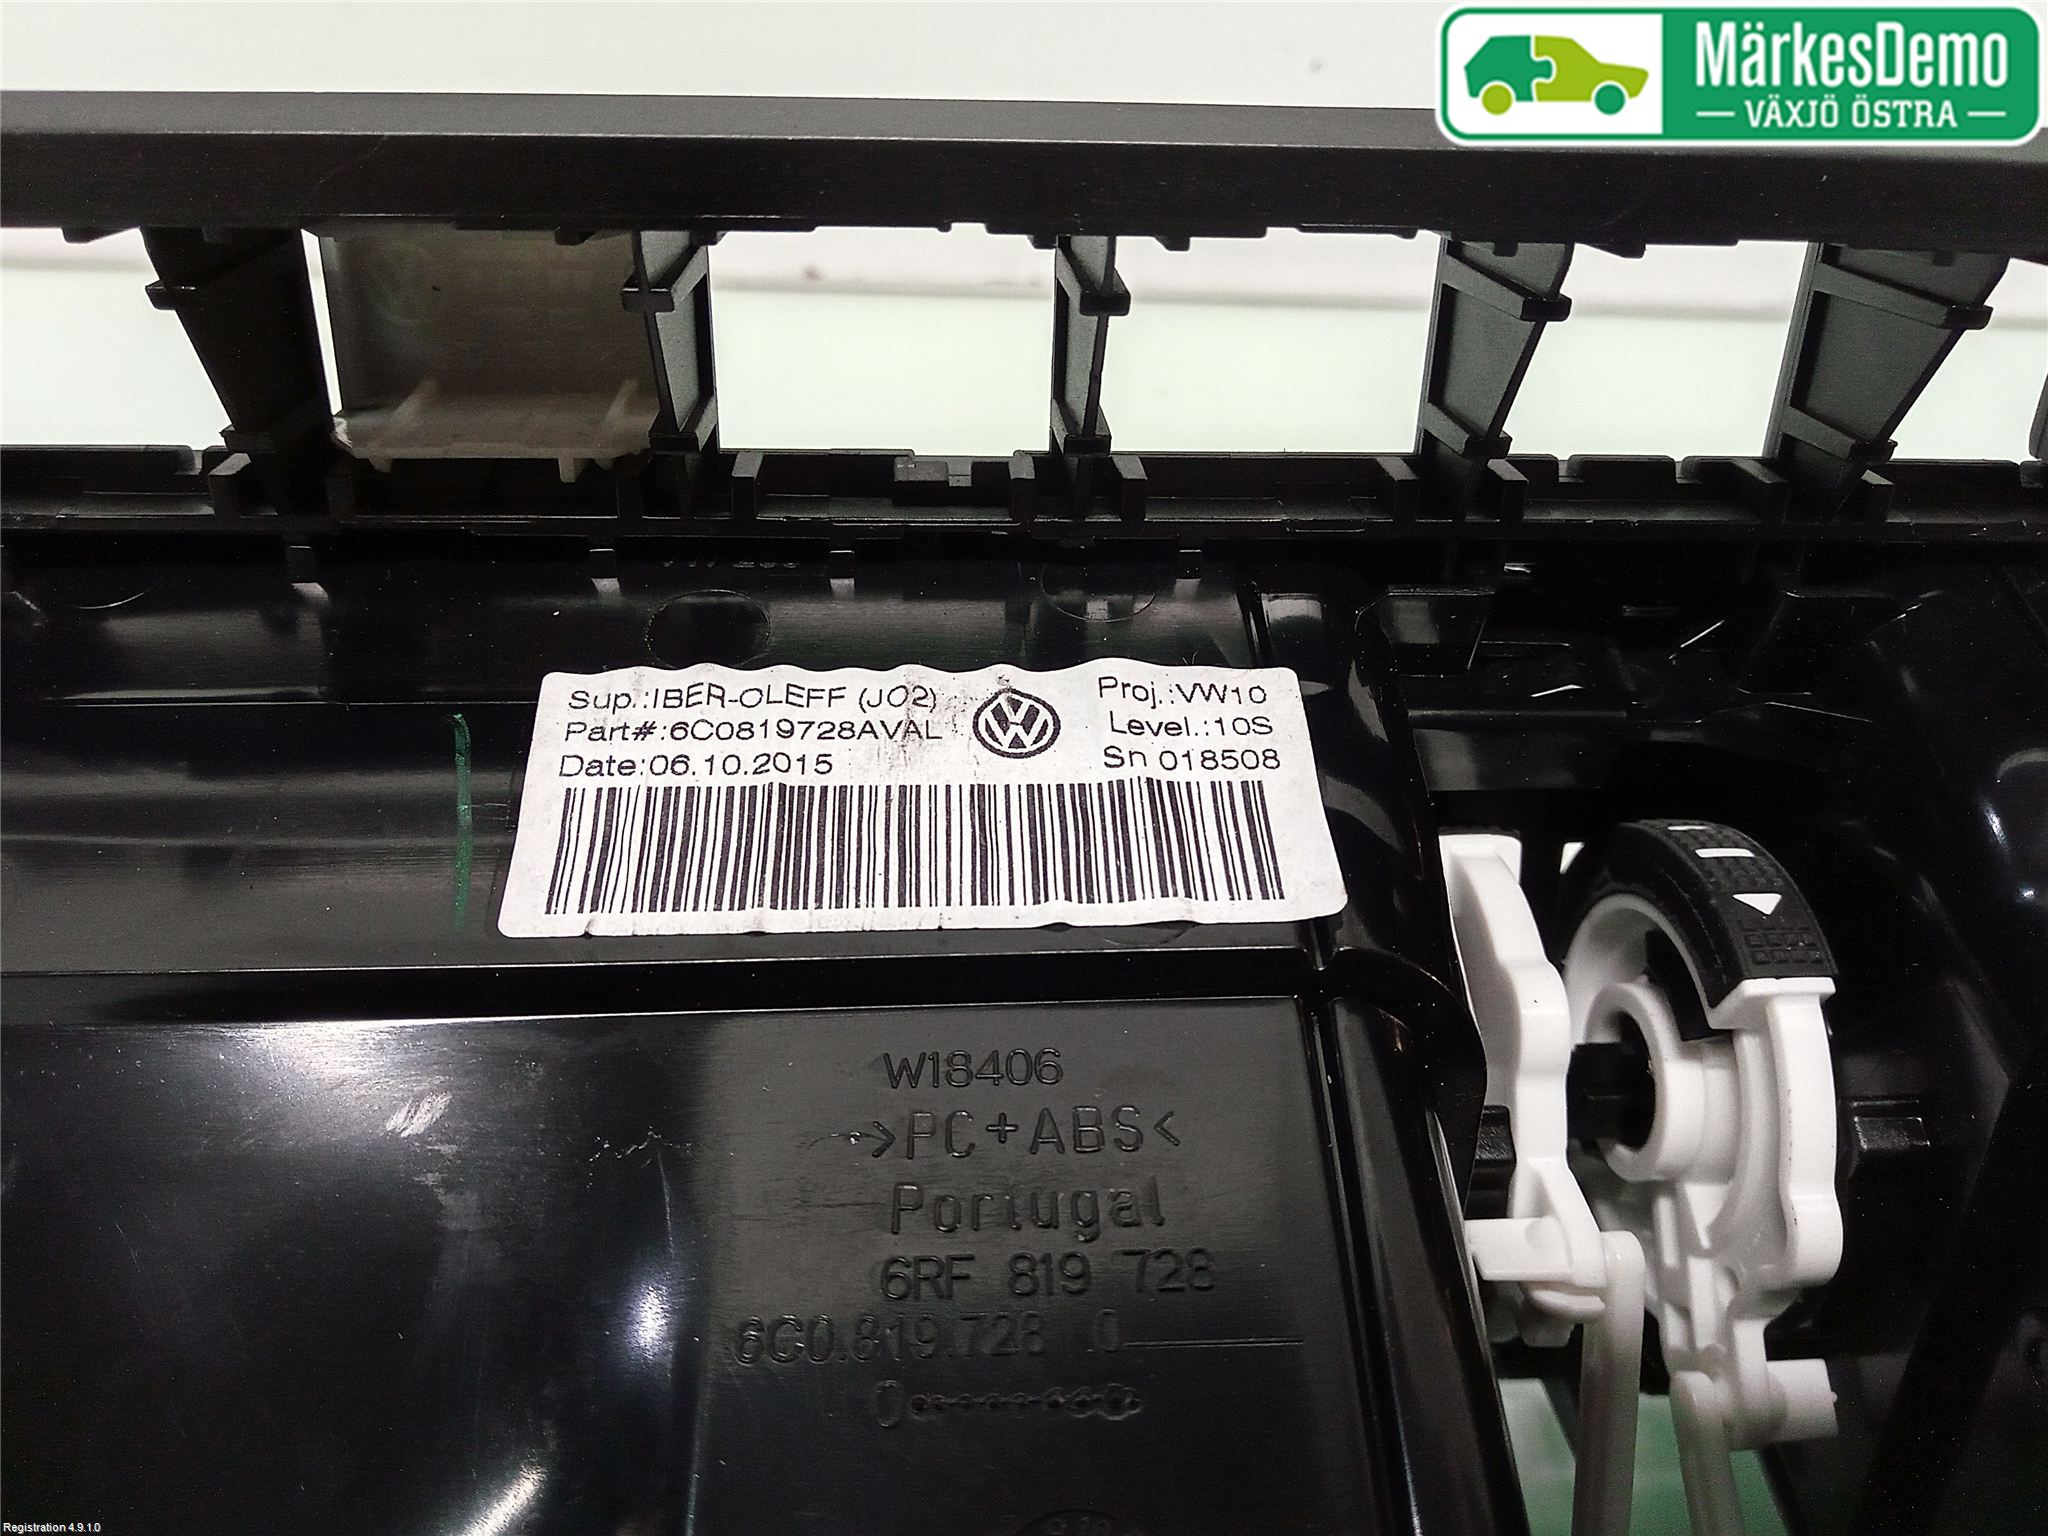 MärkesDemo
VÄXJÖ ÖSTRA
Sup.:IBER-OLEFF (JO2)
Part#:6C0819728AVAL
Date:06.10.2015
Proj.:VW10
Level.:10S
Sn 018508
W18406
>PC+ABS<
Portugal
6RF 819 728
6C0.819.728
Registration 4.9.1.0